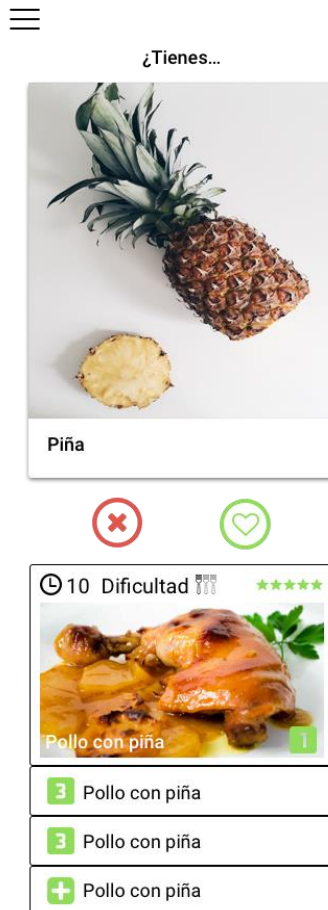 ¿Tienes...
Piña
10 Dificultad
Pollo con piña
1
3 Pollo con piña
3 Pollo con piña
+ Pollo con piña